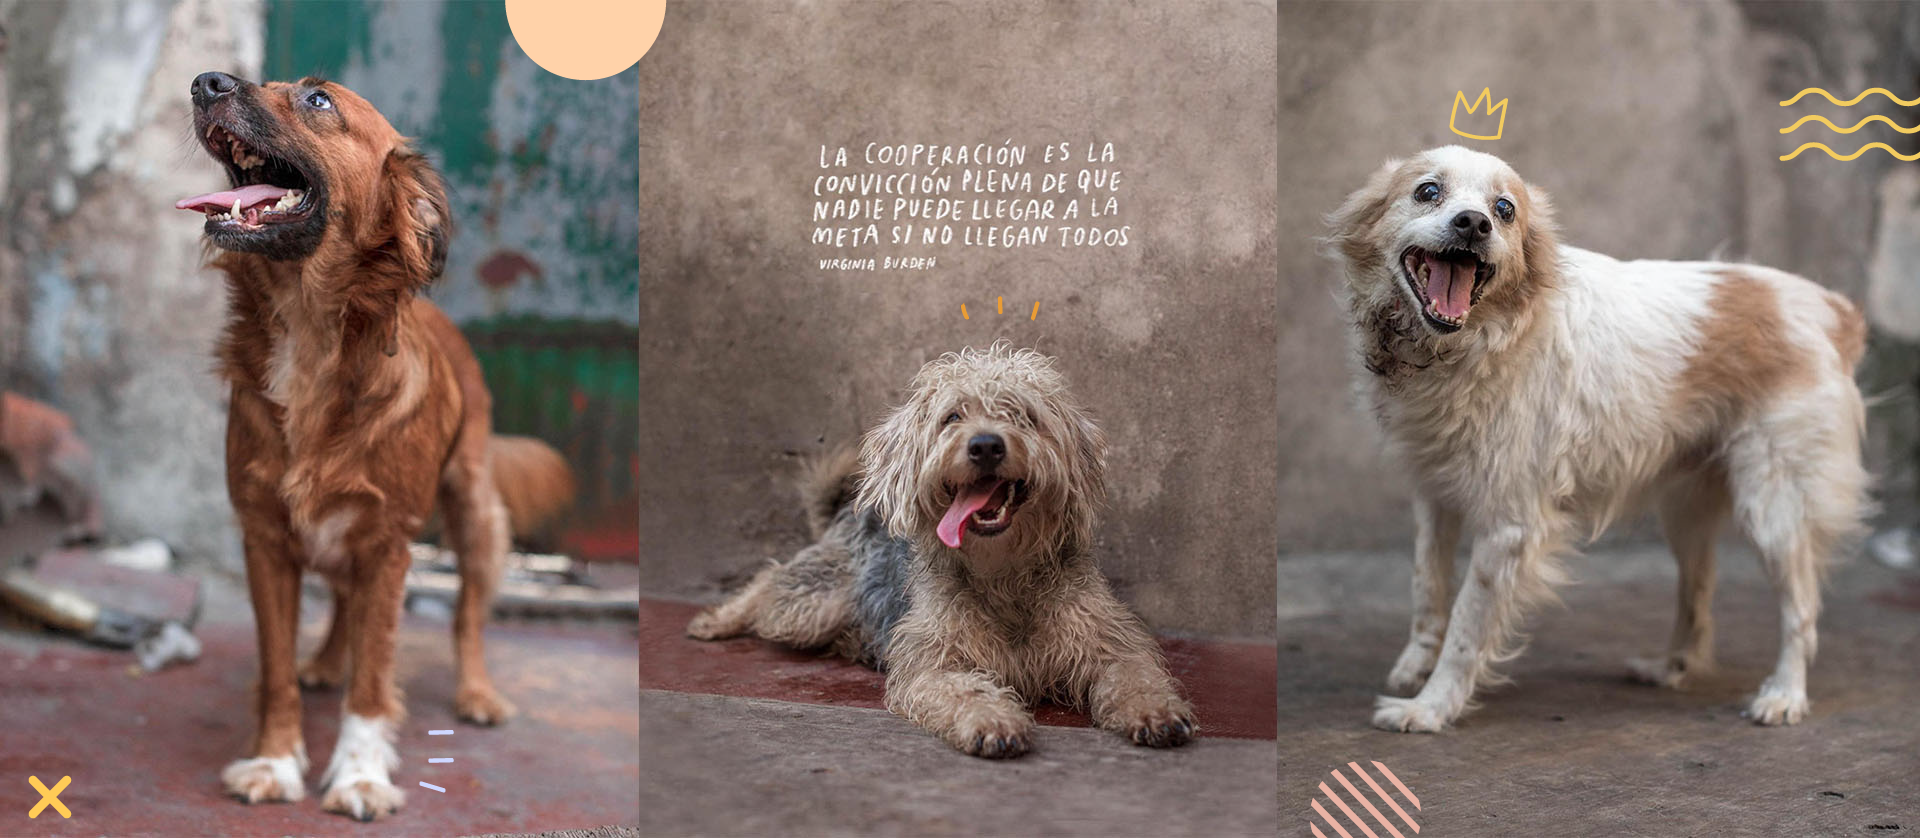 LA COOPERACIÓN ES LA
CONVICCIÓN PLENA DE QUE
NADIE PUEDE LLEGAR A LA
META SI NO LLEGAN TODOS
VIRGINIA BURDEN